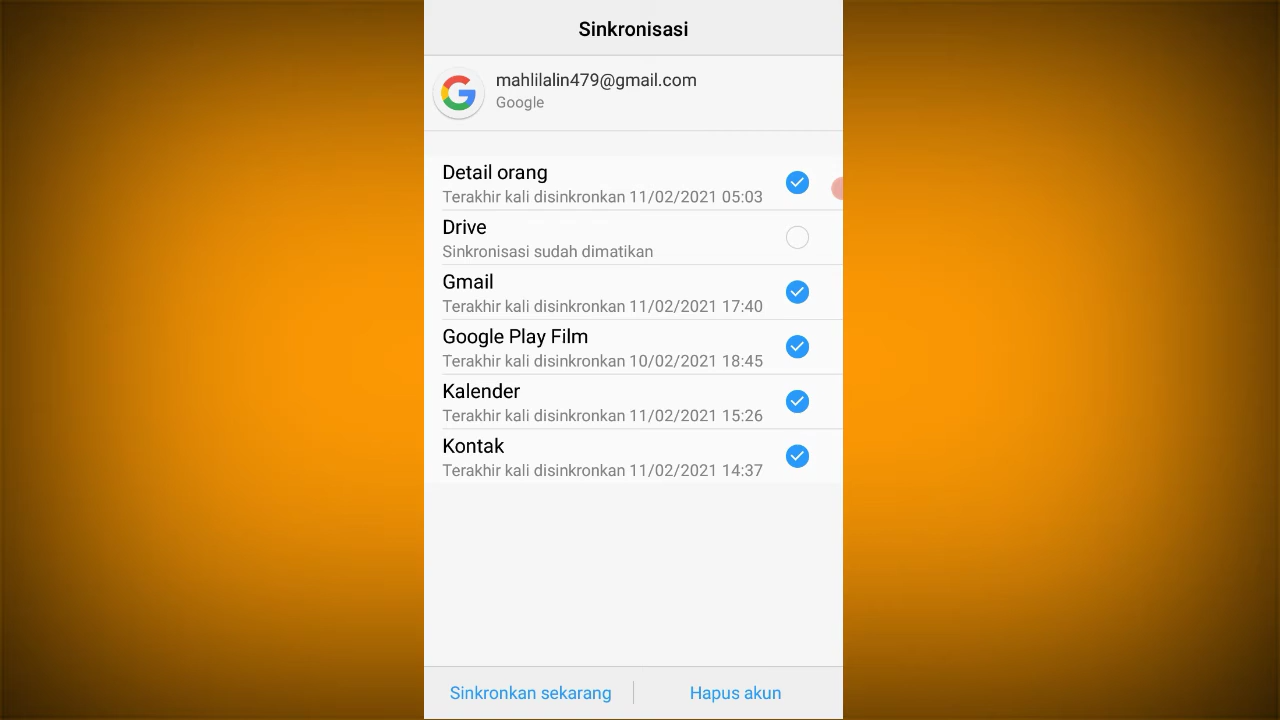 Sinkronisasi
mahlilalin479@gmail.com
Google
Detail orang
Terakhir kali disinkronkan 11/02/2021 05:03
Drive
Sinkronisasi sudah dimatikan
Gmail
Terakhir kali disinkronkan 11/02/2021 17:40
Google Play Film
Terakhir kali disinkronkan 10/02/2021 18:45
Kalender
Terakhir kali disinkronkan 11/02/2021 15:26
Kontak
Terakhir kali disinkronkan 11/02/2021 14:37
Sinkronkan sekarang
Hapus akun